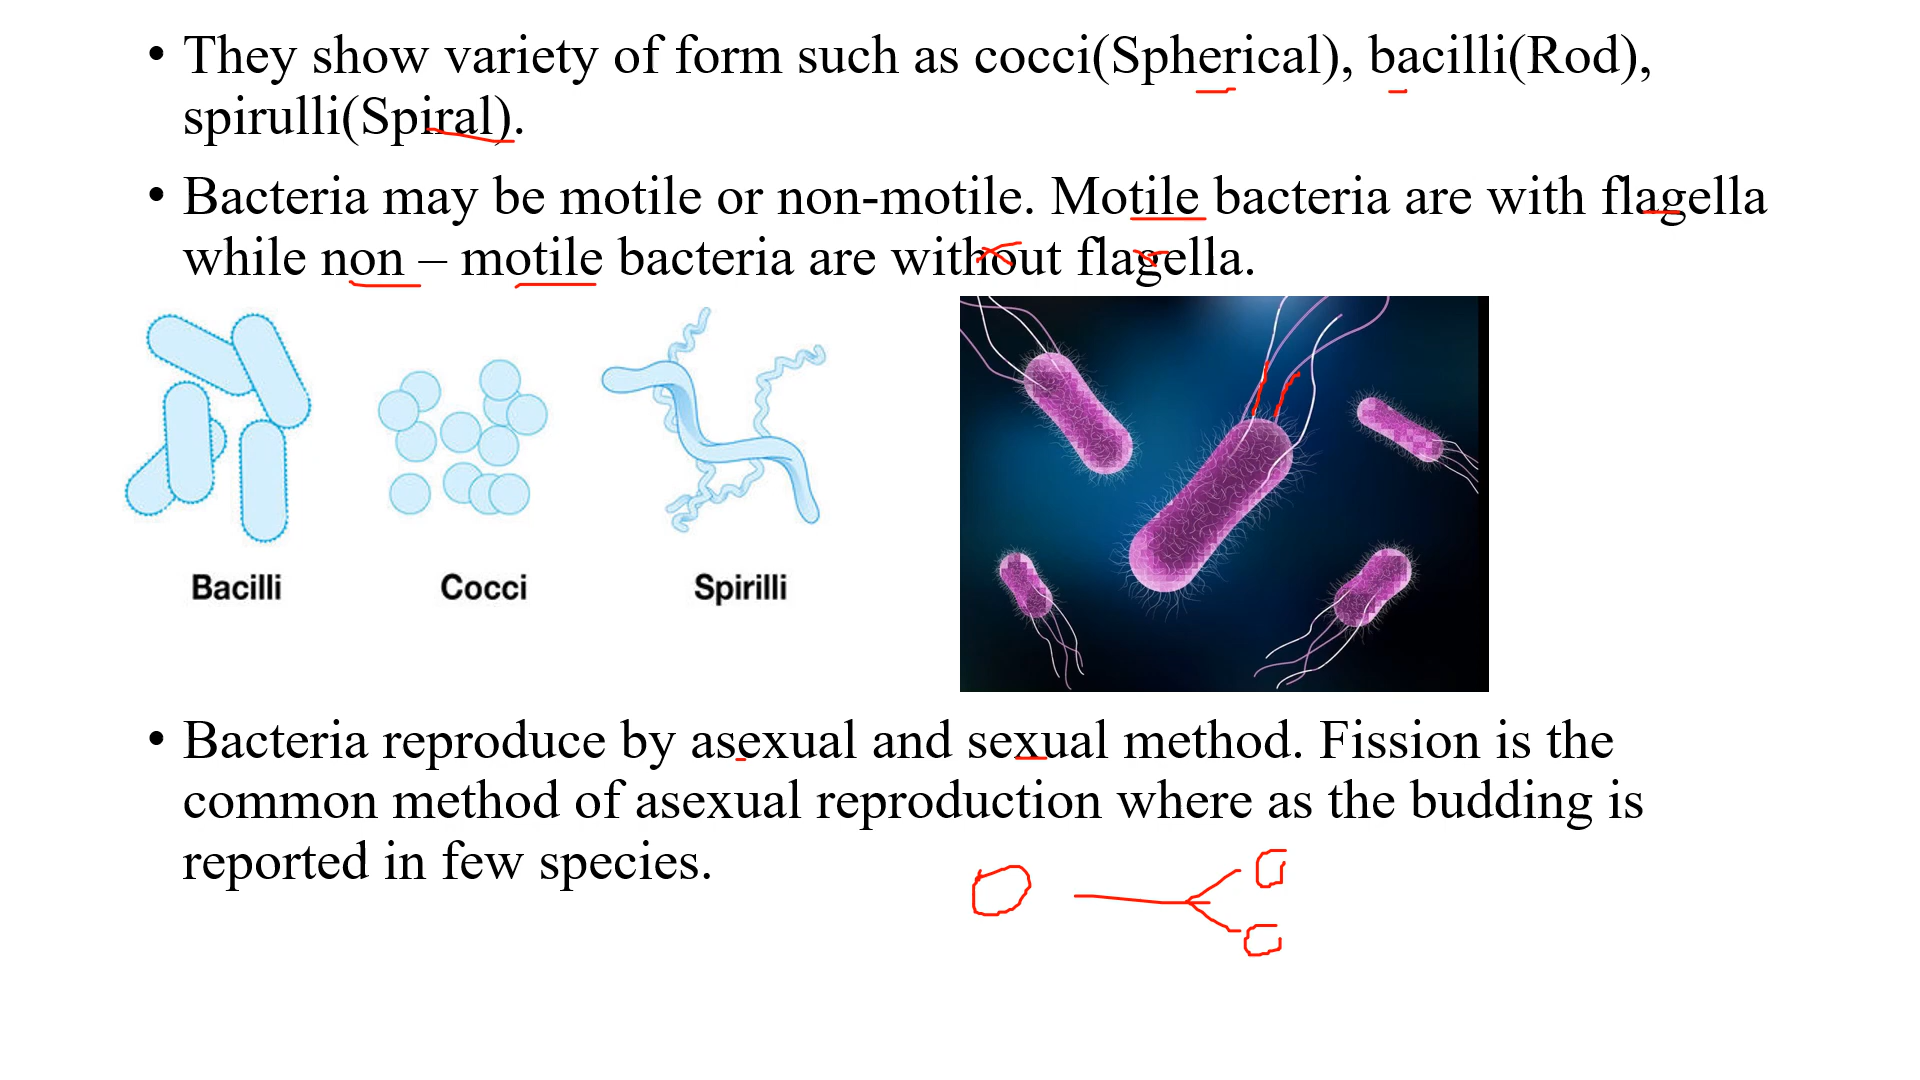 • They show variety of form such as cocci(Spherical), bacilli(Rod),
spirulli(Spiral).
• Bacteria may be motile or non-motile. Motile bacteria are with flagella
while non – motile bacteria are without flagella.
Bacilli
Cocci
Spirilli
• Bacteria reproduce by asexual and sexual method. Fission is the
common method of asexual reproduction where as the budding is
reported in few species.